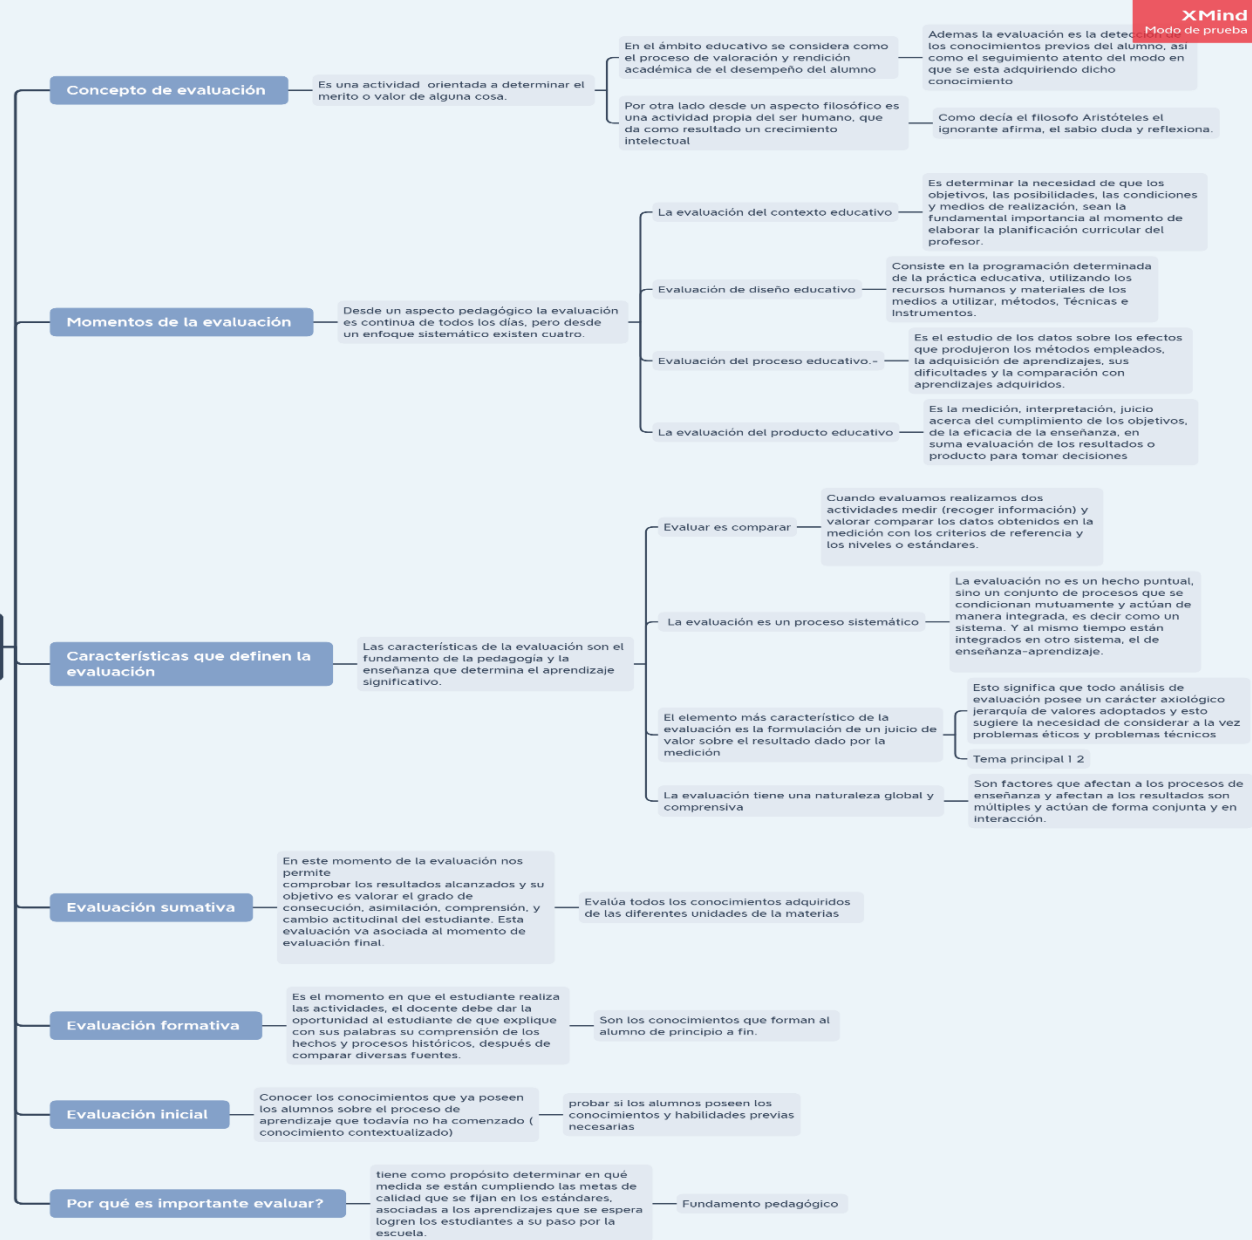 XMind
Modo de prueba
Concepto de evaluación
Es una actividad orientada a determinar el
merito o valor de alguna cosa.
En el ámbito educativo se considera como
el proceso de valoración y rendición
académica de el desempeño del alumno
Ademas la evaluación es la detección de
los conocimientos previos del alumno, así
como el seguimiento atento del modo en
que se esta adquiriendo dicho
conocimiento
Por otra lado desde un aspecto filosófico es
una actividad propia del ser humano, que
da como resultado un crecimiento
intelectual
Como decía el filosofo Aristóteles el
ignorante afirma, el sabio duda y reflexiona.
Momentos de la evaluación
Desde un aspecto pedagógico la evaluación
es continua de todos los días, pero desde
un enfoque sistemático existen cuatro.
La evaluación del contexto educativo
Es determinar la necesidad de que los
objetivos, las posibilidades, las condiciones
y medios de realización, sean la
fundamental importancia al momento de
elaborar la planificación curricular del
profesor.
Evaluación de diseño educativo
Consiste en la programación determinada
de la práctica educativa, utilizando los
recursos humanos y materiales de los
medios a utilizar, métodos, Técnicas e
Instrumentos.
Evaluación del proceso educativo.-
Es el estudio de los datos sobre los efectos
que produjeron los métodos empleados,
la adquisición de aprendizajes, sus
dificultades y la comparación con
aprendizajes adquiridos.
La evaluación del producto educativo
Es la medición, interpretación, juicio
acerca del cumplimiento de los objetivos,
de la eficacia de la enseñanza, en
suma evaluación de los resultados o
producto para tomar decisiones
Características que definen la
evaluación
Las características de la evaluación son el
fundamento de la pedagogía y la
enseñanza que determina el aprendizaje
significativo.
Evaluar es comparar
Cuando evaluamos realizamos dos
actividades medir (recoger información) y
valorar comparar los datos obtenidos en la
medición con los criterios de referencia y
los niveles o estándares.
La evaluación es un proceso sistemático
La evaluación no es un hecho puntual,
sino un conjunto de procesos que se
condicionan mutuamente y actúan de
manera integrada, es decir como un
sistema. Y al mismo tiempo están
integrados en otro sistema, el de
enseñanza-aprendizaje.
El elemento más característico de la
evaluación es la formulación de un juicio de
valor sobre el resultado dado por la
medición
Esto significa que todo análisis de
evaluación posee un carácter axiológico
jerarquía de valores adoptados y esto
sugiere la necesidad de considerar a la vez
problemas éticos y problemas técnicos
Tema principal 1 2
La evaluación tiene una naturaleza global y
comprensiva
Son factores que afectan a los procesos de
enseñanza y afectan a los resultados son
múltiples y actúan de forma conjunta y en
interacción.
Evaluación sumativa
En este momento de la evaluación nos
permite
comprobar los resultados alcanzados y su
objetivo es valorar el grado de
consecución, asimilación, comprensión, y
cambio actitudinal del estudiante. Esta
evaluación va asociada al momento de
evaluación final.
Evalúa todos los conocimientos adquiridos
de las diferentes unidades de la materias
Evaluación formativa
Es el momento en que el estudiante realiza
las actividades, el docente debe dar la
oportunidad al estudiante de que explique
con sus palabras su comprensión de los
hechos y procesos históricos, después de
comparar diversas fuentes.
Son los conocimientos que forman al
alumno de principio a fin.
Evaluación inicial
Conocer los conocimientos que ya poseen
los alumnos sobre el proceso de
aprendizaje que todavía no ha comenzado (
conocimiento contextualizado)
probar si los alumnos poseen los
conocimientos y habilidades previas
necesarias
Por qué es importante evaluar?
tiene como propósito determinar en qué
medida se están cumpliendo las metas de
calidad que se fijan en los estándares,
asociadas a los aprendizajes que se espera
logren los estudiantes a su paso por la
escuela.
Fundamento pedagógico